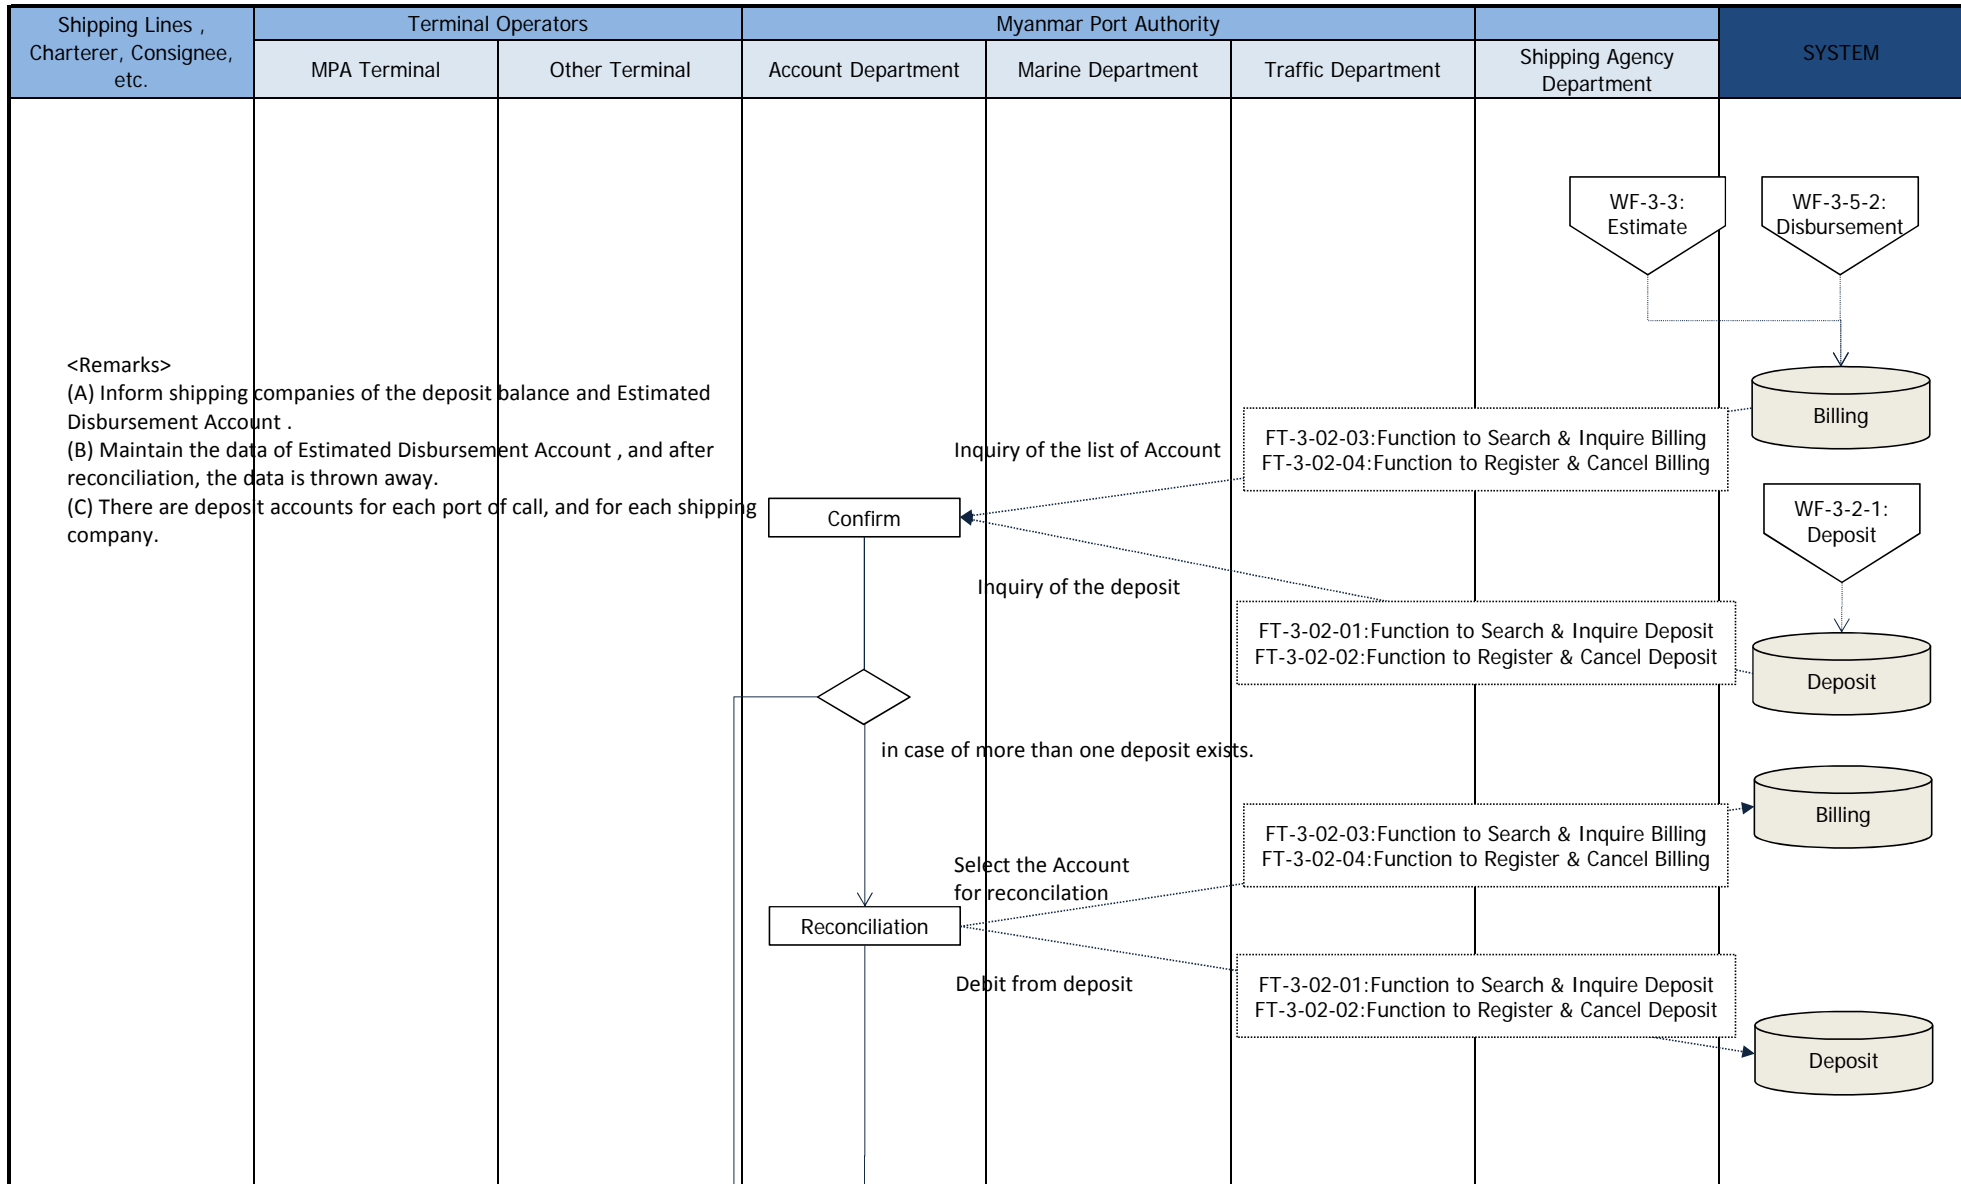 Shipping Lines ,
Charterer, Consignee,
etc.
Terminal Operators
Myanmar Port Authority
SYSTEM
MPA Terminal
Other Terminal
Account Department
Marine Department
Traffic Department
Shipping Agency
Department
WF-3-3:
Estimate
WF-3-5-2:
Disbursement
<Remarks>
(A) Inform shipping companies of the deposit balance and Estimated
Disbursement Account .
(B) Maintain the data of Estimated Disbursement Account , and after
reconciliation, the data is thrown away.
(C) There are deposit accounts for each port of call, and for each shipping
company.
Billing
Inquiry of the list of Account
FT-3-02-03:Function to Search & Inquire Billing
FT-3-02-04:Function to Register & Cancel Billing
Confirm
WF-3-2-1:
Deposit
Inquiry of the deposit
FT-3-02-01:Function to Search & Inquire Deposit
FT-3-02-02:Function to Register & Cancel Deposit
Deposit
in case of more than one deposit exists.
Billing
FT-3-02-03:Function to Search & Inquire Billing
FT-3-02-04:Function to Register & Cancel Billing
Select the Account
for reconcilation
Reconciliation
Debit from deposit
FT-3-02-01:Function to Search & Inquire Deposit
FT-3-02-02:Function to Register & Cancel Deposit
Deposit